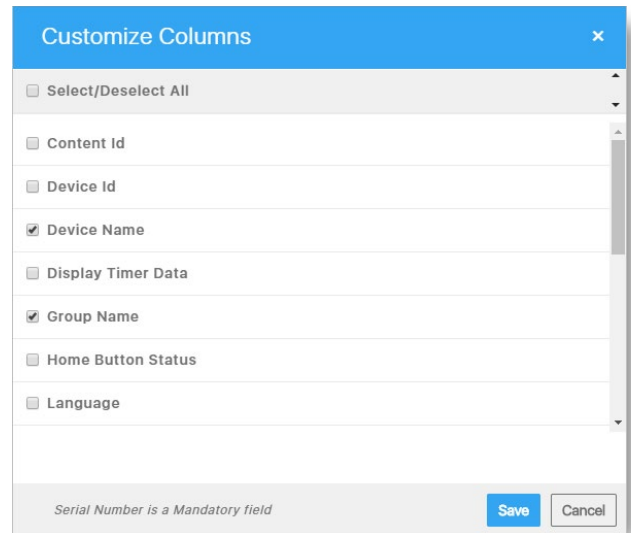 Customize Columns
×
Select/Deselect All
Content Id
Device Id
Device Name
Display Timer Data
Group Name
Home Button Status
Language
Serial Number is a Mandatory field
Save
Cancel